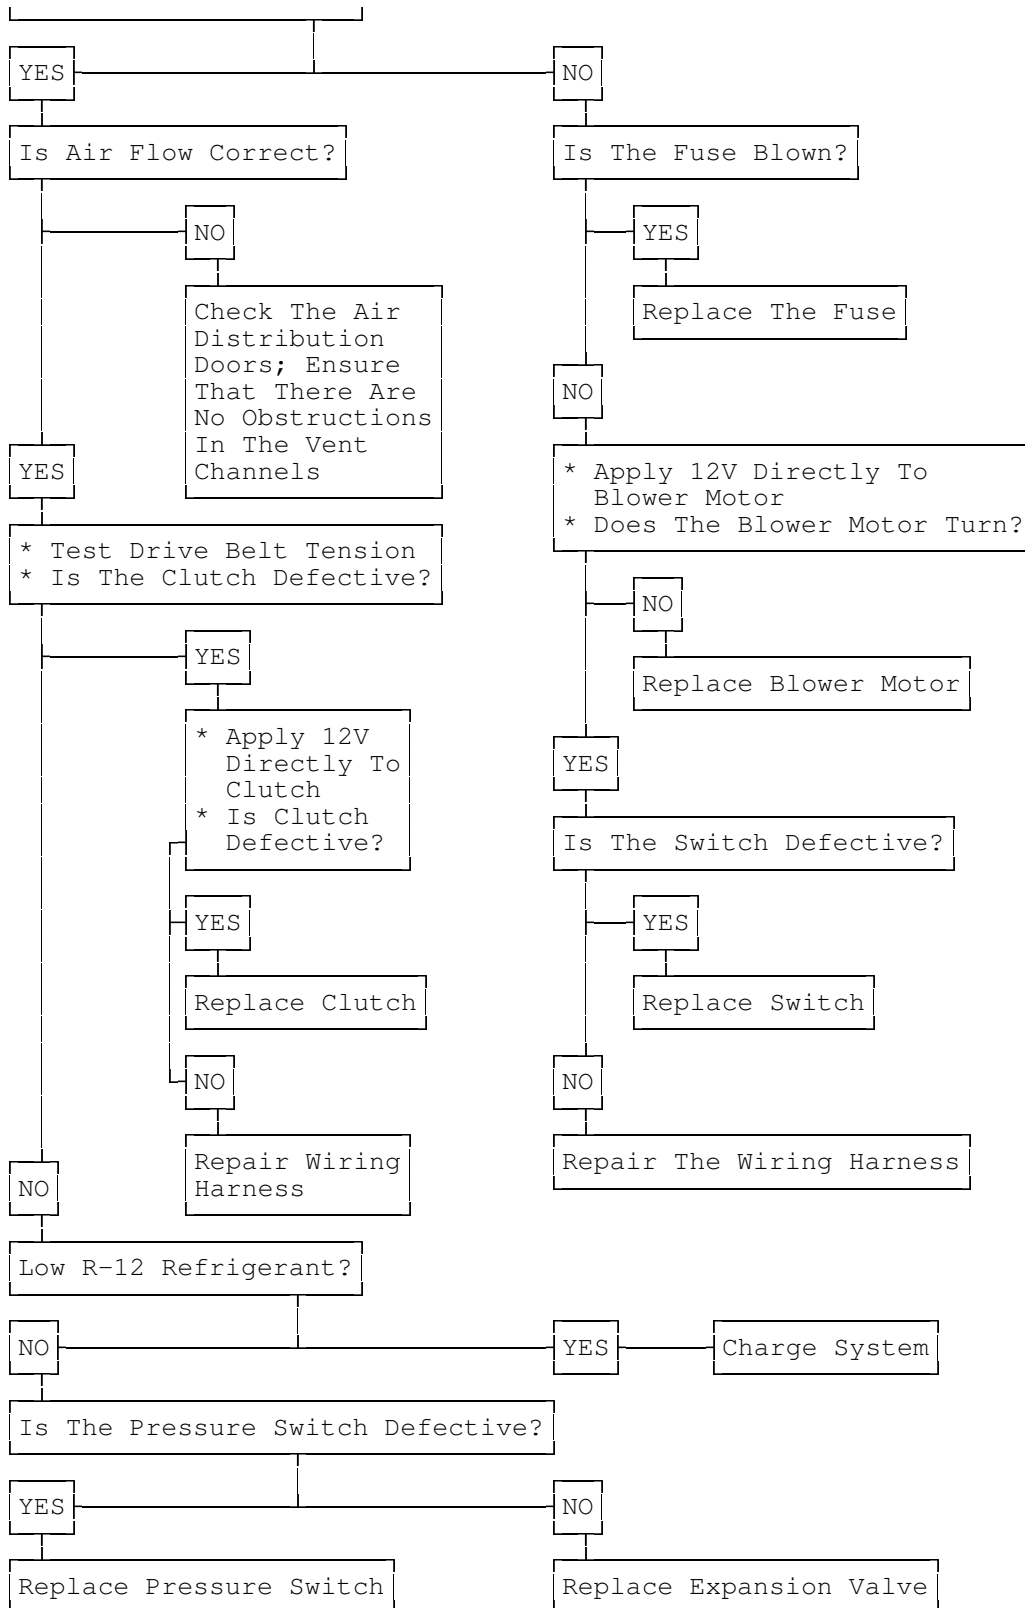 YES
NO
Is Air Flow Correct?
Is The Fuse Blown?
NO
YES
Check The Air
Distribution
Doors; Ensure
That There Are
No Obstructions
In The Vent
Channels
Replace The Fuse
NO
YES
* Apply 12V Directly To
Blower Motor
* Does The Blower Motor Turn?
* Test Drive Belt Tension
* Is The Clutch Defective?
NO
YES
Replace Blower Motor
* Apply 12V
Directly To
Clutch
* Is Clutch
Defective?
YES
Is The Switch Defective?
YES
YES
Replace Clutch
Replace Switch
NO
NO
Repair Wiring
Harness
Repair The Wiring Harness
NO
Low R-12 Refrigerant?
NO
YES
Charge System
Is The Pressure Switch Defective?
YES
NO
Replace Pressure Switch
Replace Expansion Valve